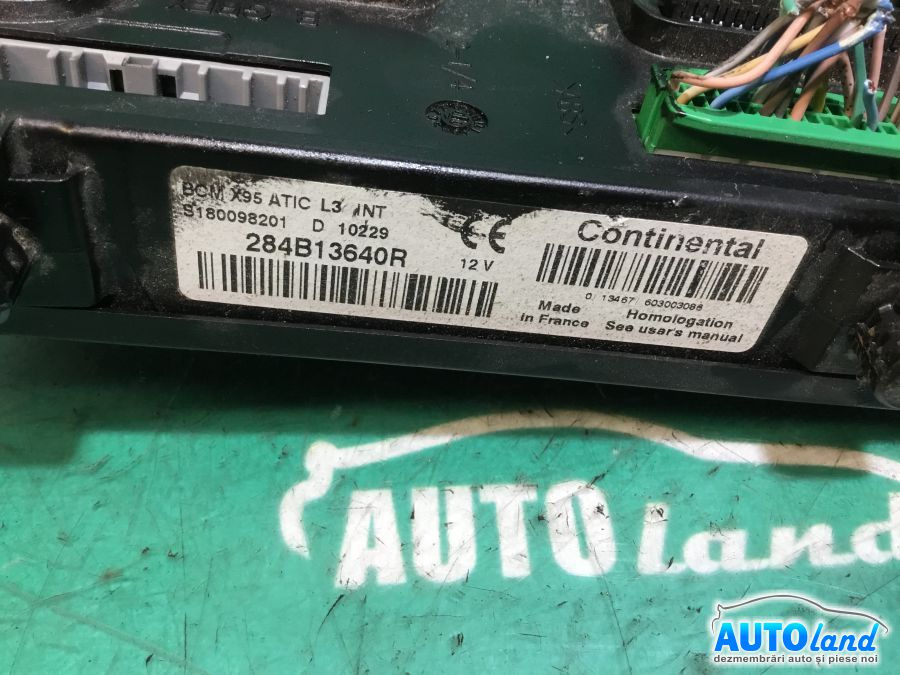 BCM X95 ATIC L3 INT
S180098201 D 10229
284B13640R
12 V
Continental
0 13467 603003088
Made
in France
Homologation
See user's manual
AUTOland
AUTOland
dezmembrări auto și piese noi